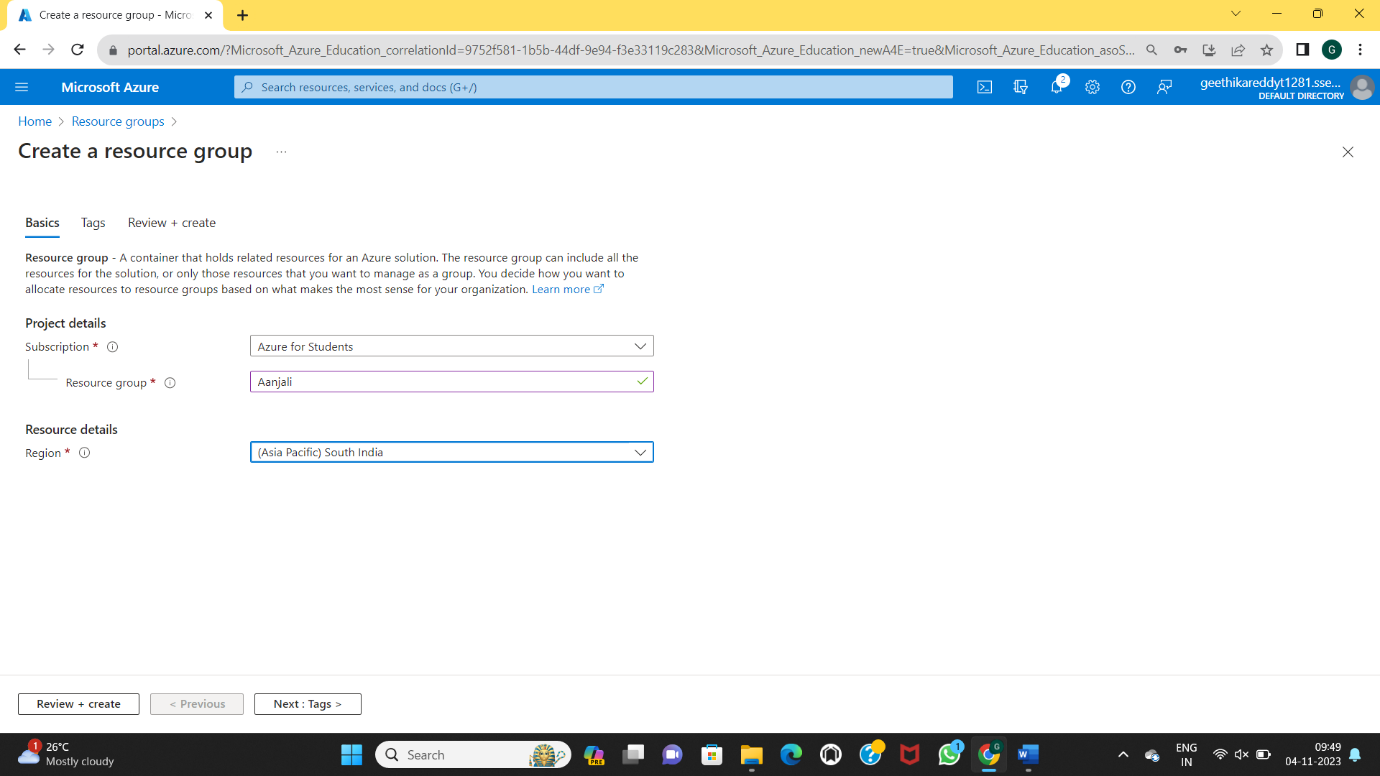 Create a resource group - Micro
portal.azure.com/?Microsoft_Azure_Education_correlationId=9752f581-1b5b-44df-9e94-f3e33119c283&Microsoft_Azure_Education_newA4E=true&Microsoft_Azure_Education_asoS...
G
Microsoft Azure
Search resources, services, and docs (G+/)
2
geethikareddyt1281.sse...
DEFAULT DIRECTORY
Home > Resource groups >
Create a resource group ...
Basics Tags Review + create
Resource group - A container that holds related resources for an Azure solution. The resource group can include all the
resources for the solution, or only those resources that you want to manage as a group. You decide how you want to
allocate resources to resource groups based on what makes the most sense for your organization. Learn more
Project details
Subscription * Azure for Students
Resource group * Aanjali
Resource details
Region * (Asia Pacific) South India
Review + create < Previous Next : Tags >
1
26°C
Mostly cloudy
Search
PRE
1
G
W
ENG
IN
09:49
04-11-2023